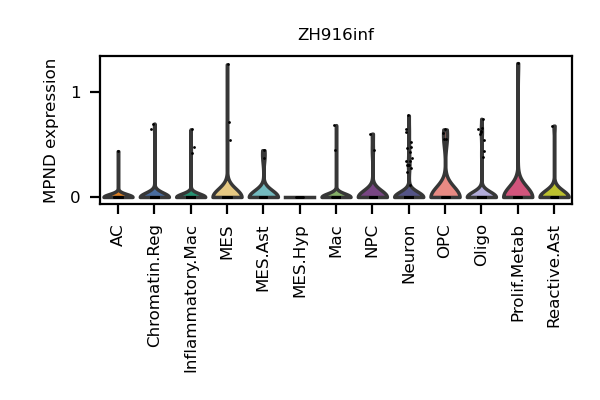 ZH916inf
MPND expression
1
0
AC
Chromatin.Reg
Inflammatory.Mac
MES
MES.Ast
MES.Hyp
Mac
NPC
Neuron
OPC
Oligo
Prolif.Metab
Reactive.Ast